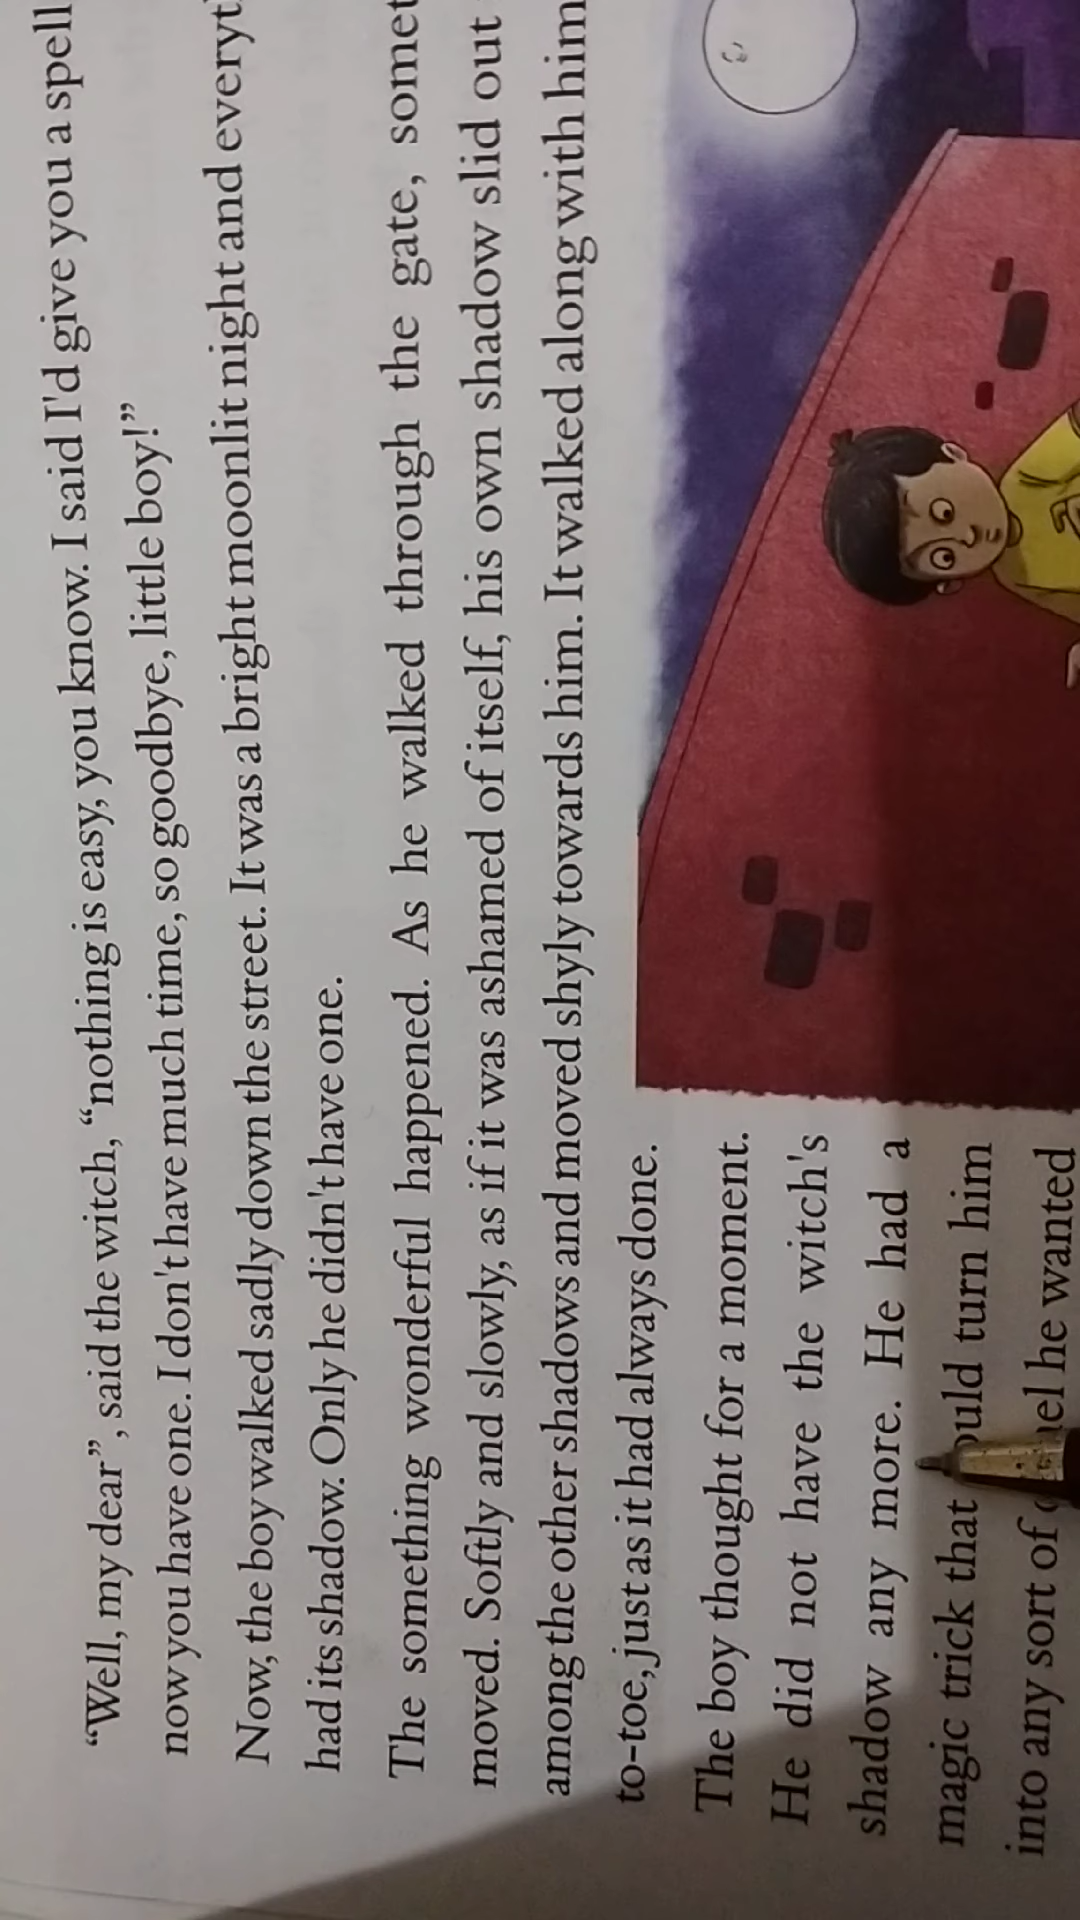 “Well, my dear”, said the witch, “nothing is easy, you know. I said I'd give you a spell
now you have one. I don't have much time, so goodbye, little boy!”
Now, the boy walked sadly down the street. It was a bright moonlit night and
had its shadow. Only he didn't have one.
The something wonderful happened. As he walked through the gate,
moved. Softly and slowly, as if it was ashamed of itself, his own shadow slid out
among the other shadows and moved shyly towards him. It walked along with him
to-toe, just as it had always done.
The boy thought for a moment.
He did not have the witch's
shadow any more. He had a
magic trick that turn him
into any sort of he wanted